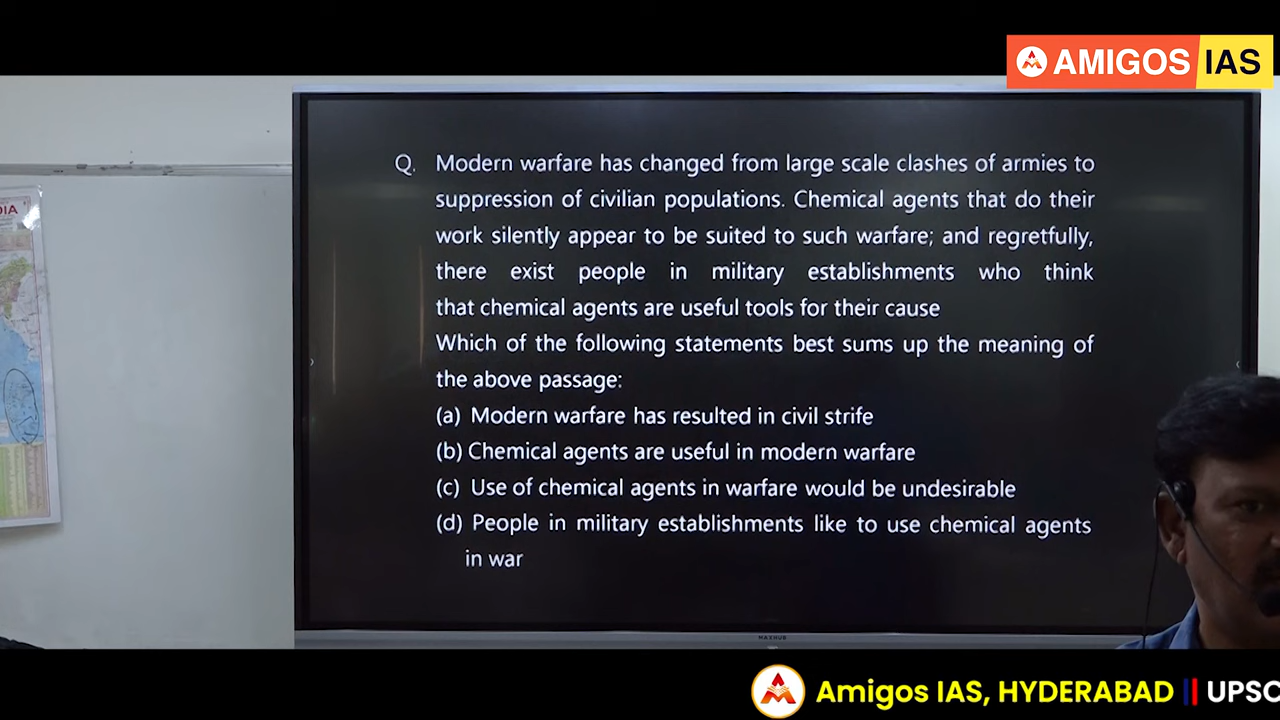 AMIGOS IAS
DIA
Q. Modern warfare has changed from large scale clashes of armies to
suppression of civilian populations. Chemical agents that do their
work silently appear to be suited to such warfare; and regretfully,
there exist people in military establishments who think
that chemical agents are useful tools for their cause
Which of the following statements best sums up the meaning of
the above passage:
(a) Modern warfare has resulted in civil strife
(b) Chemical agents are useful in modern warfare
(c) Use of chemical agents in warfare would be undesirable
(d) People in military establishments like to use chemical agents
in war
MAXHUB
Amigos IAS, HYDERABAD || UPSC